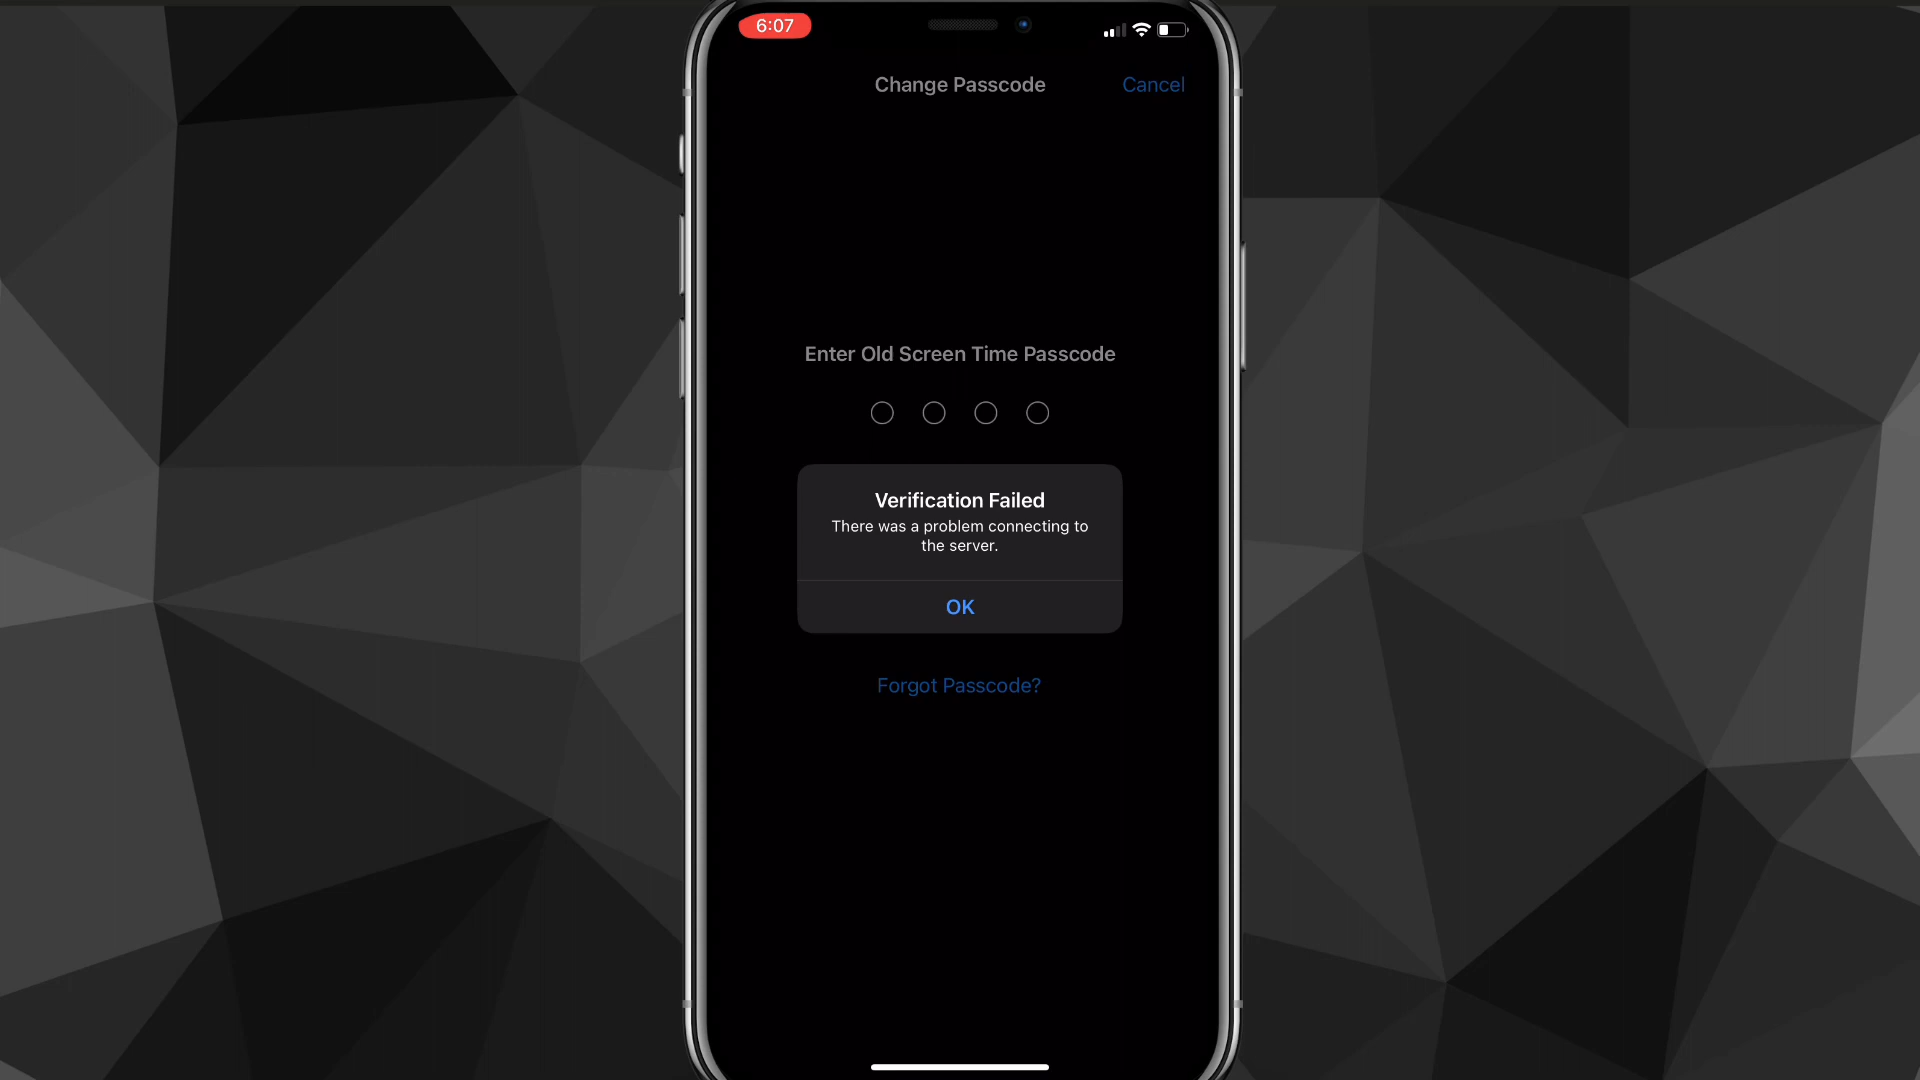 6:07
Change Passcode
Cancel
Enter Old Screen Time Passcode
Verification Failed
There was a problem connecting to
the server.
OK
Forgot Passcode?